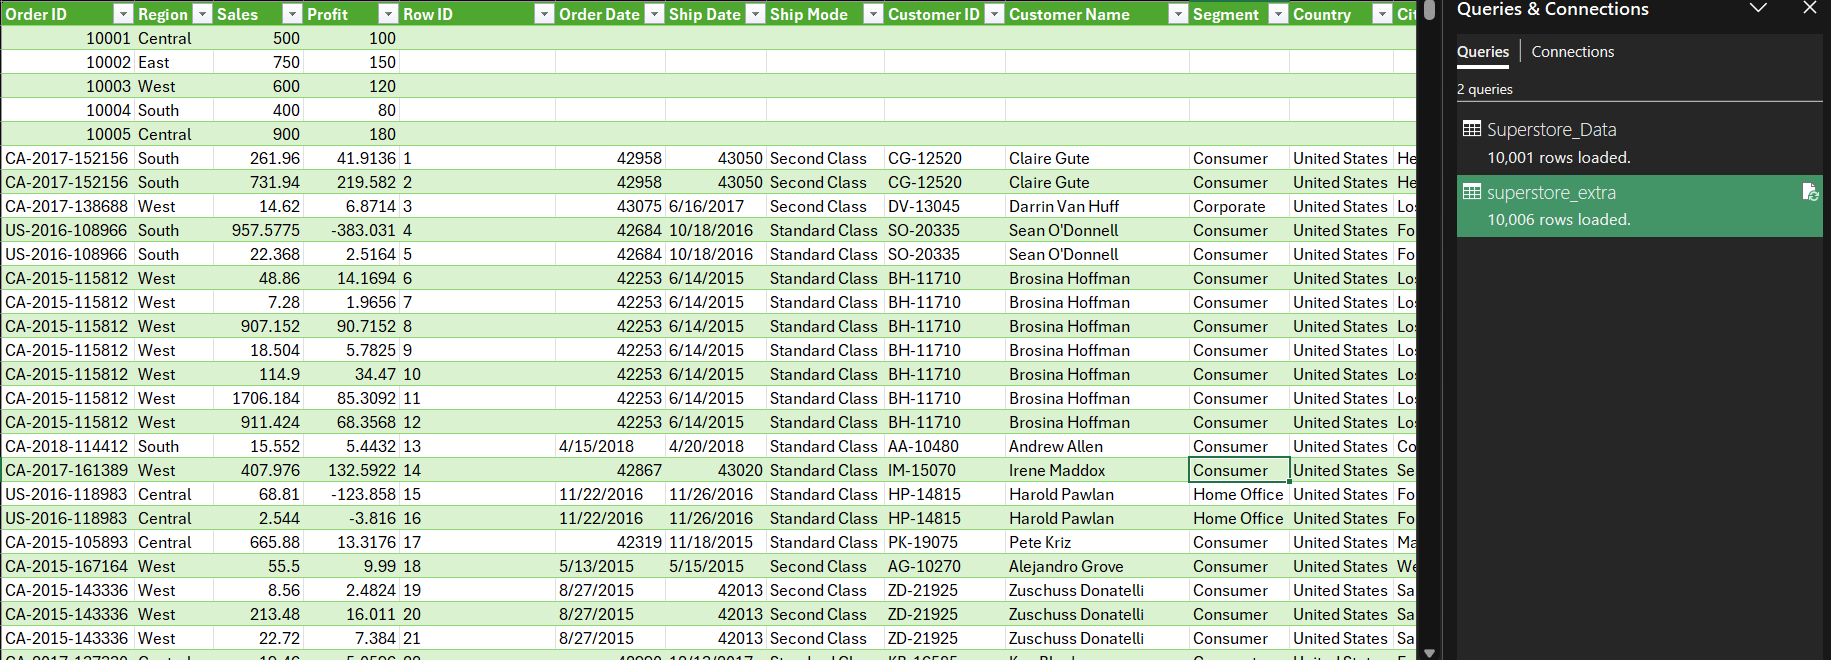 Order ID Region Sales Profit Row ID Order Date Ship Date Ship Mode Customer ID Customer Name Segment Country
10001 Central 500 100
10002 East 750 150
10003 West 600 120
10004 South 400 80
10005 Central 900 180
CA-2017-152156 South 261.96 41.9136 1 42958 43050 Second Class CG-12520 Claire Gute Consumer United States He
CA-2017-152156 South 731.94 219.582 2 42958 43050 Second Class CG-12520 Claire Gute Consumer United States He
CA-2017-138688 West 14.62 6.8714 3 43075 6/16/2017 Second Class DV-13045 Darrin Van Huff Corporate United States Lo
US-2016-108966 South 957.5775 -383.031 4 42684 10/18/2016 Standard Class SO-20335 Sean O'Donnell Consumer United States Fo
US-2016-108966 South 22.368 2.5164 5 42684 10/18/2016 Standard Class SO-20335 Sean O'Donnell Consumer United States Fo
CA-2015-115812 West 48.86 14.1694 6 42253 6/14/2015 Standard Class BH-11710 Brosina Hoffman Consumer United States Lo
CA-2015-115812 West 7.28 1.9656 7 42253 6/14/2015 Standard Class BH-11710 Brosina Hoffman Consumer United States Lo
CA-2015-115812 West 907.152 90.7152 8 42253 6/14/2015 Standard Class BH-11710 Brosina Hoffman Consumer United States Lo
CA-2015-115812 West 18.504 5.7825 9 42253 6/14/2015 Standard Class BH-11710 Brosina Hoffman Consumer United States Lo
CA-2015-115812 West 114.9 34.47 10 42253 6/14/2015 Standard Class BH-11710 Brosina Hoffman Consumer United States Lo
CA-2015-115812 West 1706.184 85.3092 11 42253 6/14/2015 Standard Class BH-11710 Brosina Hoffman Consumer United States Lo
CA-2015-115812 West 911.424 68.3568 12 42253 6/14/2015 Standard Class BH-11710 Brosina Hoffman Consumer United States Lo
CA-2018-114412 South 15.552 5.4432 13 4/15/2018 4/20/2018 Standard Class AA-10480 Andrew Allen Consumer United States Co
CA-2017-161389 West 407.976 132.5922 14 42867 43020 Standard Class IM-15070 Irene Maddox Consumer United States Se
US-2016-118983 Central 68.81 -123.858 15 11/22/2016 11/26/2016 Standard Class HP-14815 Harold Pawlan Home Office United States Fo
US-2016-118983 Central 2.544 -3.816 16 11/22/2016 11/26/2016 Standard Class HP-14815 Harold Pawlan Home Office United States Fo
CA-2015-105893 Central 665.88 13.3176 17 42319 11/18/2015 Standard Class PK-19075 Pete Kriz Consumer United States Ma
CA-2015-167164 West 55.5 9.99 18 5/13/2015 5/15/2015 Second Class AG-10270 Alejandro Grove Consumer United States We
CA-2015-143336 West 8.56 2.4824 19 8/27/2015 42013 Second Class ZD-21925 Zuschuss Donatelli Consumer United States Sa
CA-2015-143336 West 213.48 16.011 20 8/27/2015 42013 Second Class ZD-21925 Zuschuss Donatelli Consumer United States Sa
CA-2015-143336 West 22.72 7.384 21 8/27/2015 42013 Second Class ZD-21925 Zuschuss Donatelli Consumer United States Sa
Queries & Connections
Queries Connections
2 queries
Superstore_Data
10,001 rows loaded.
superstore_extra
10,006 rows loaded.